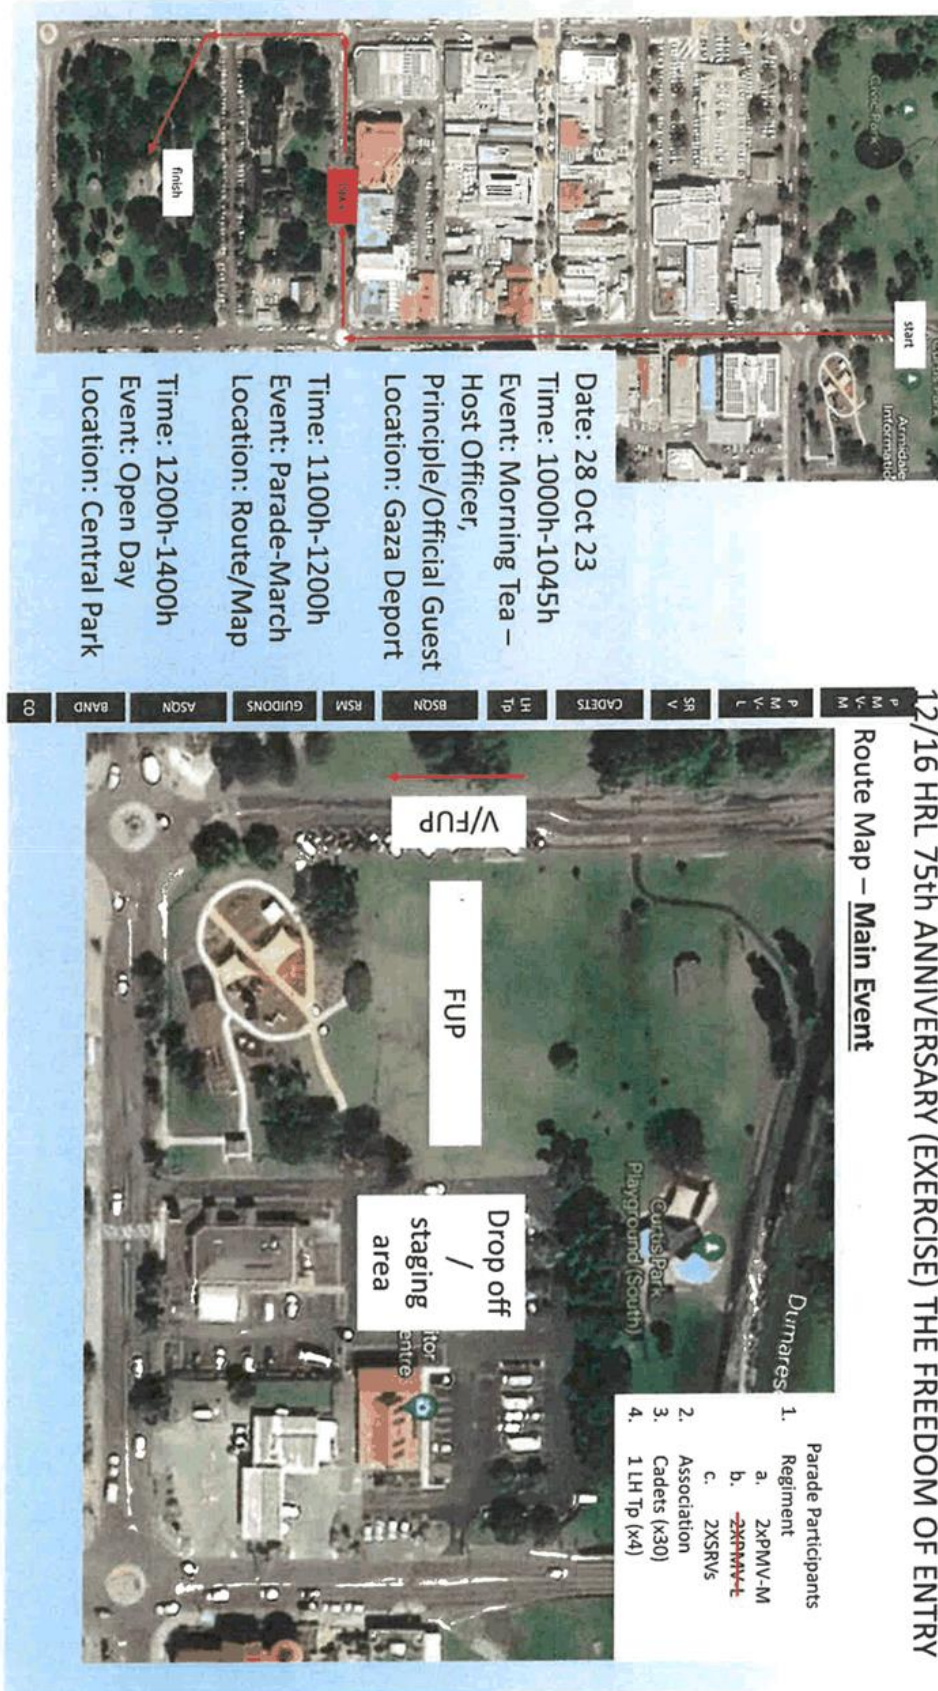 12/16 HRL 75th ANNIVERSARY (EXERCISE) THE FREEDOM OF ENTRY
Route Map – Main Event
Civic Park
start
Armidale
finish
Date: 28 Oct 23
Time: 1000h-1045h
Event: Morning Tea –
Host Officer,
Principle/Official Guest
Location: Gaza Deport
Time: 1100h-1200h
Event: Parade-March
Location: Route/Map
Time: 1200h-1400h
Event: Open Day
Location: Central Park
CO
BAND
ASQN
GUIDONS
RSM
BSQN
LH
Tp
CADETS
SR
V
P
M
V-
L
P
M
V-
M
V/FUP
FUP
Drop off
/
staging
area
Curtis Park
Playground (South)
Dumares
Parade Participants
1. Regiment
a. 2xPMV-M
b. 2XPMV-L
c. 2XSRVs
2. Association
3. Cadets (x30)
4. 1 LH Tp (x4)